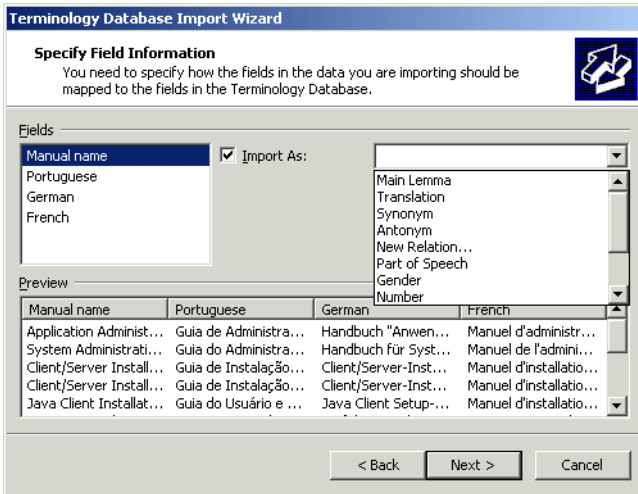 Terminology Database Import Wizard
Specify Field Information
You need to specify how the fields in the data you are importing should be
mapped to the fields in the Terminology Database.
Fields
Manual name
Portuguese
German
French
Import As:
Main Lemma
Translation
Synonym
Antonym
New Relation...
Part of Speech
Gender
Number
Preview
Manual name Portuguese German French
Application Administ... Guia de Administra... Handbuch "Anwen... Manuel d'administr...
System Administrati... Guia do Administra... Handbuch für Syst... Manuel de l'admini...
Client/Server Install... Guia de Instalação... Client/Server-Inst... Manuel d'installatio...
Client/Server Install... Guia de Instalação... Client/Server-Inst... Manuel d'installatio...
Java Client Installat... Guia do Usuário e ... Java Client Setup-... Manuel d'installatio...
< Back Next > Cancel